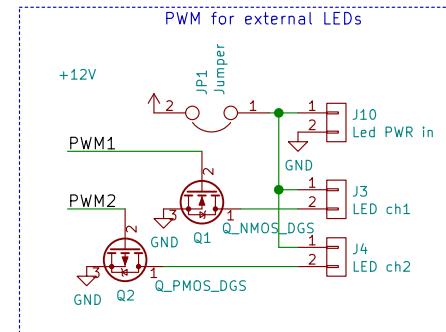 PWM for external LEDs
+12V
JP1
Jumper
2
1
1
2
J10
Led PWR in
GND
PWM1
2
PWM2
3
1
GND
Q1
Q_NMOS_DGS
1
2
J3
LED ch1
2
3
1
GND
Q2
Q_PMOS_DGS
1
2
J4
LED ch2